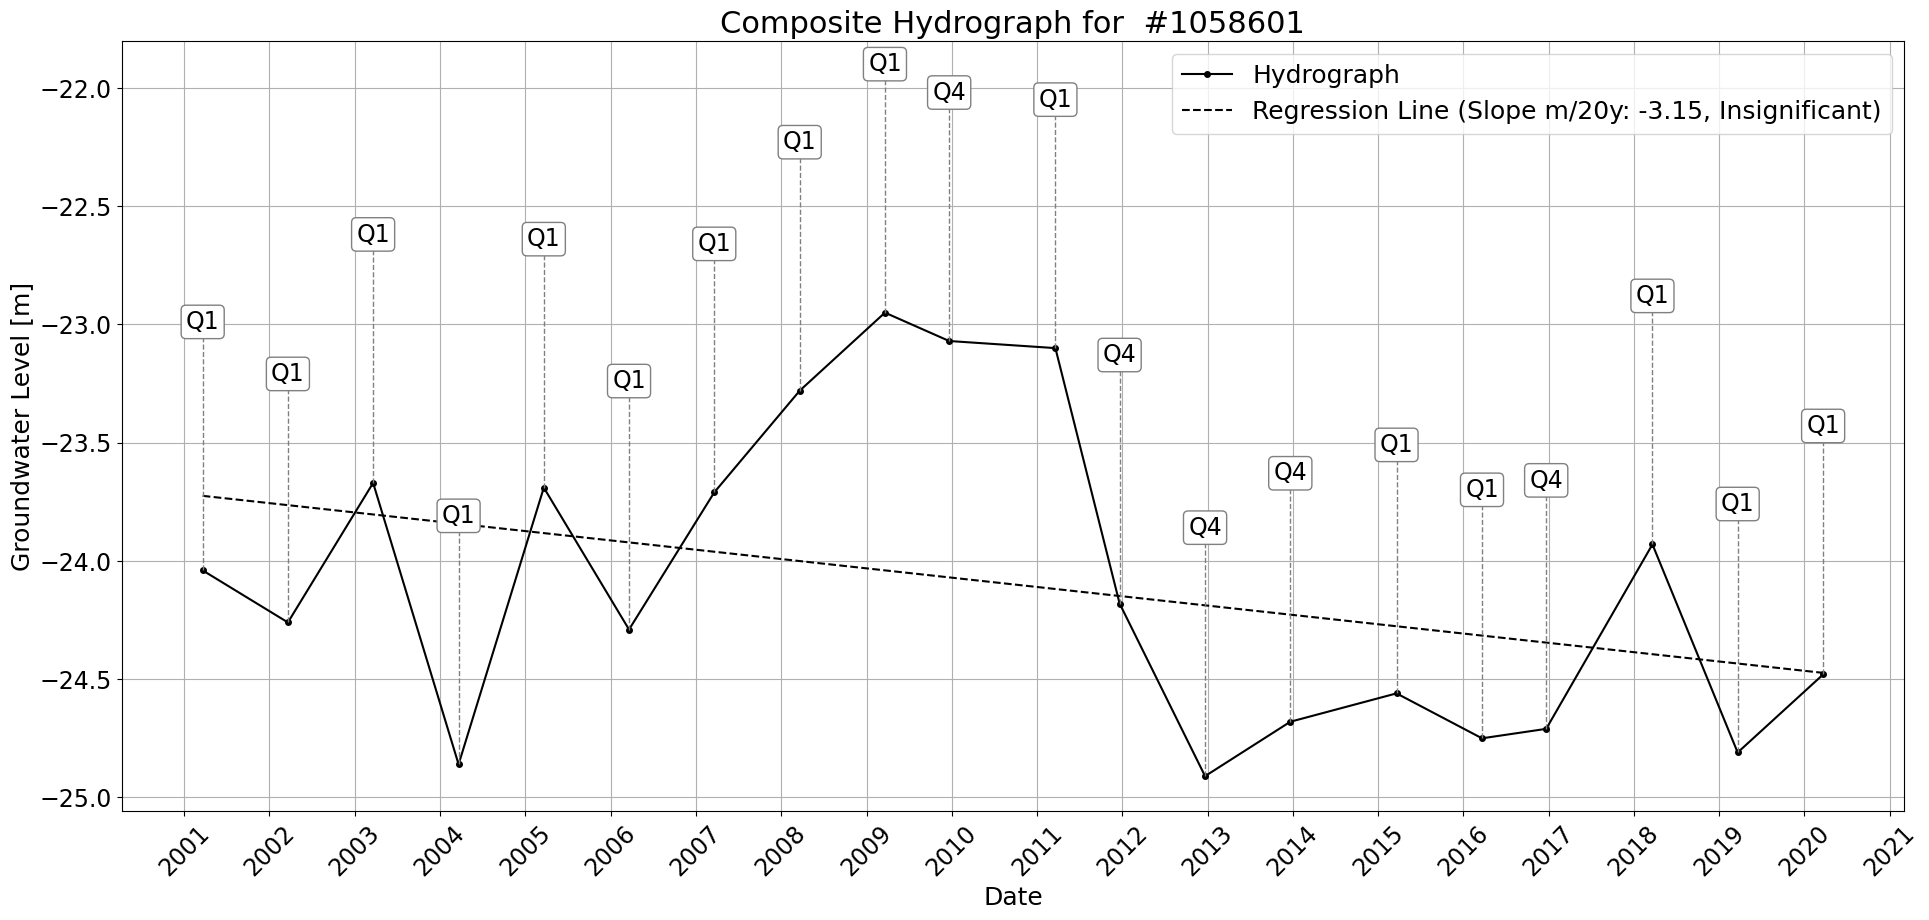 Composite Hydrograph for  #1058601
Hydrograph
Regression Line (Slope m/20y: -3.15, Insignificant)
Groundwater Level [m]
−22.0
−22.5
−23.0
−23.5
−24.0
−24.5
−25.0
Q1
Q1
Q1
Q1
Q1
Q1
Q1
Q1
Q1
Q4
Q1
Q4
Q4
Q4
Q1
Q1
Q4
Q1
Q1
Q1
2001
2002
2003
2004
2005
2006
2007
2008
2009
2010
2011
2012
2013
2014
2015
2016
2017
2018
2019
2020
2021
Date